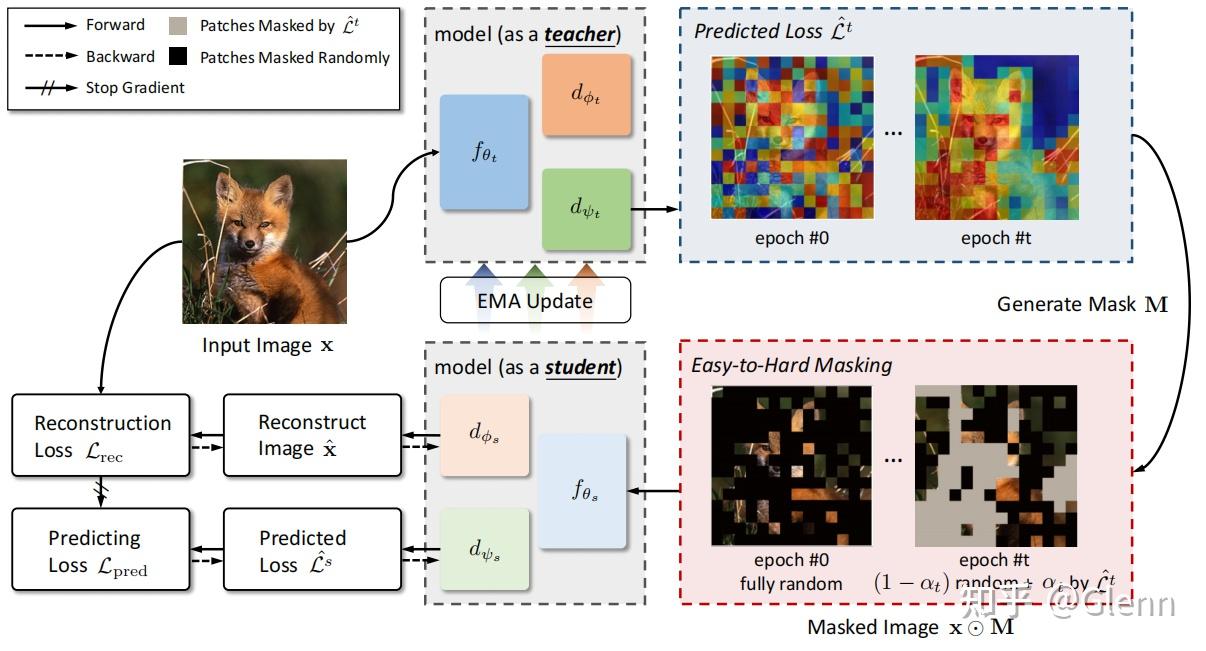 Forward
Backward
Stop Gradient
Patches Masked by $\hat{\mathcal{L}}^t$
Patches Masked Randomly
model (as a teacher)
$f_{\theta_t}$
$d_{\phi_t}$
$d_{\psi_t}$
Predicted Loss $\hat{\mathcal{L}}^t$
...
epoch #0
epoch #t
Input Image x
EMA Update
Generate Mask M
model (as a student)
$d_{\phi_s}$
$f_{\theta_s}$
$d_{\psi_s}$
Reconstruction
Loss $\mathcal{L}_{\mathrm{rec}}$
Reconstruct
Image $\hat{\mathbf{x}}$
Predicting
Loss $\mathcal{L}_{\mathrm{pred}}$
Predicted
Loss $\hat{\mathcal{L}}^s$
Easy-to-Hard Masking
...
epoch #0
fully random
epoch #t
$(1-\alpha_t)$ random + $\alpha_t$ by $\hat{\mathcal{L}}^t$
Masked Image $\mathbf{x} \odot \mathbf{M}$
知乎 @Glenn